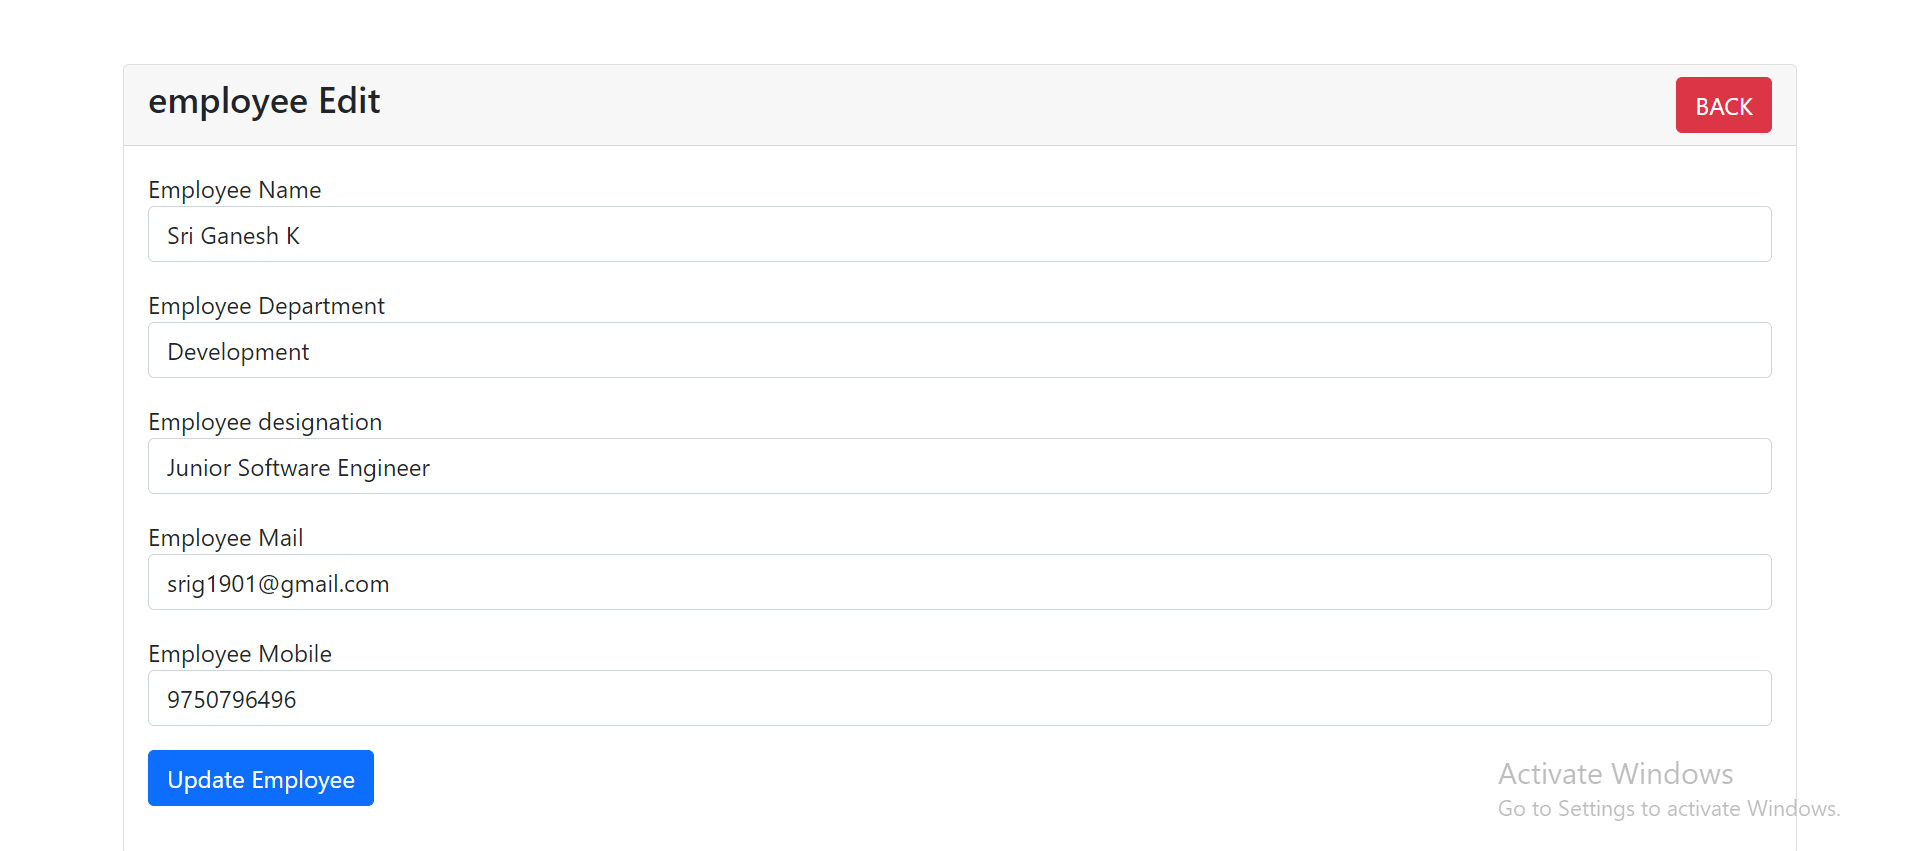 employee Edit
BACK
Employee Name
Sri Ganesh K
Employee Department
Development
Employee designation
Junior Software Engineer
Employee Mail
srig1901@gmail.com
Employee Mobile
9750796496
Update Employee
Activate Windows
Go to Settings to activate Windows.